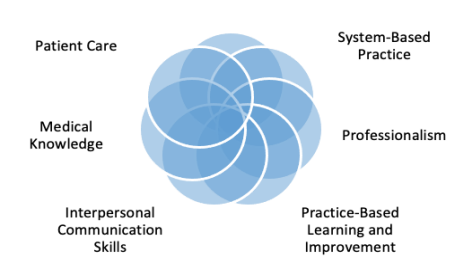 Patient Care
System-Based
Practice
Medical
Knowledge
Professionalism
Interpersonal
Communication
Skills
Practice-Based
Learning and
Improvement